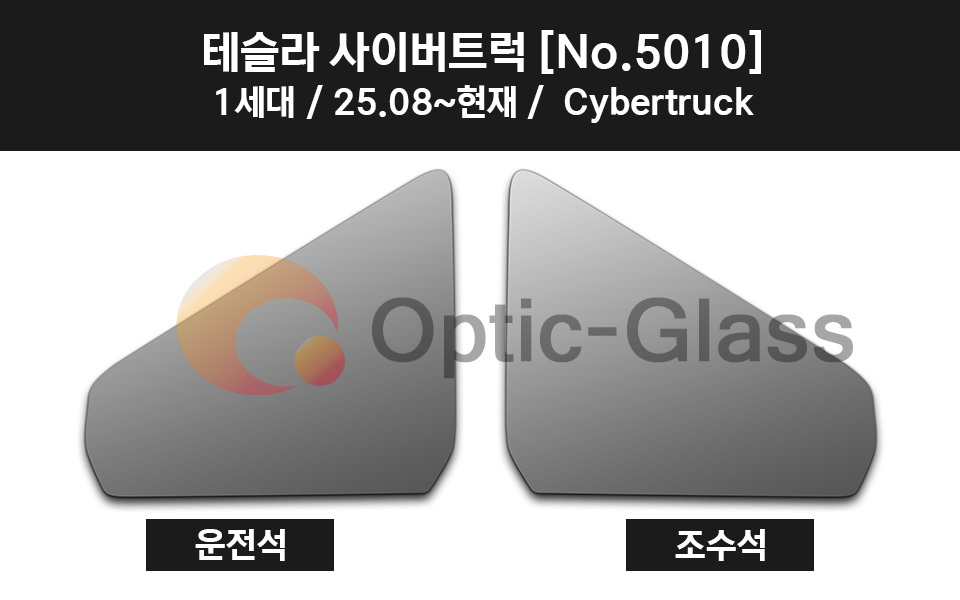 테슬라 사이버트럭 [No.5010]
1세대 / 25.08~현재 / Cybertruck
Optic-Glass
운전석
조수석